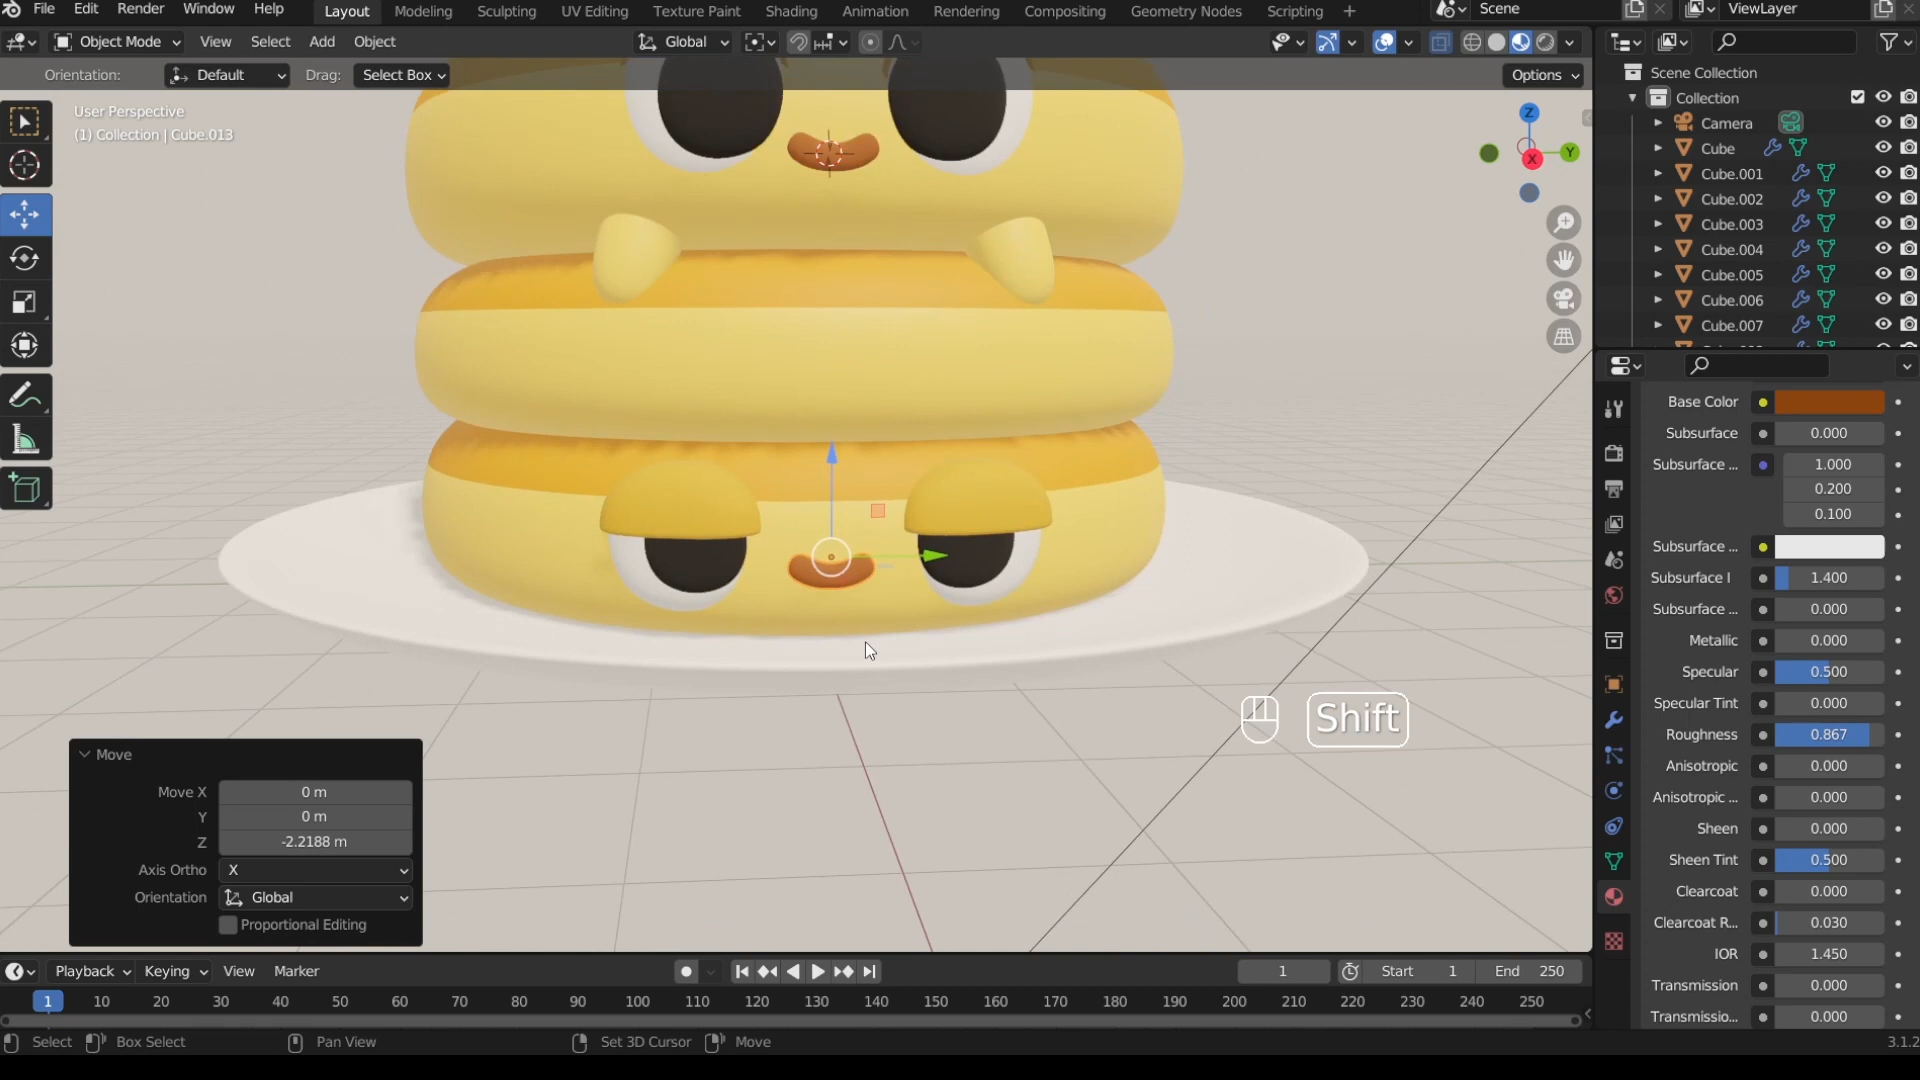 File Edit Render Window Help Layout Modeling Sculpting UV Editing Texture Paint Shading Animation Rendering Compositing Geometry Nodes Scripting + Scene ViewLayer
Object Mode View Select Add Object Global
Orientation: Default Drag: Select Box Options
User Perspective
(1) Collection | Cube.013
Z
Y
X
Scene Collection
Collection
Camera
Cube
Cube.001
Cube.002
Cube.003
Cube.004
Cube.005
Cube.006
Cube.007
Base Color
Subsurface 0.000
Subsurface ... 1.000
0.200
0.100
Subsurface ...
Subsurface I 1.400
Subsurface ... 0.000
Metallic 0.000
Specular 0.500
Specular Tint 0.000
Roughness 0.867
Anisotropic 0.000
Anisotropic ... 0.000
Sheen 0.000
Sheen Tint 0.500
Clearcoat 0.000
Clearcoat R... 0.030
IOR 1.450
Transmission 0.000
Transmissio... 0.000
Shift
Move
Move X 0 m
Y 0 m
Z -2.2188 m
Axis Ortho X
Orientation Global
Proportional Editing
Playback Keying View Marker 1 Start 1 End 250
1 10 20 30 40 50 60 70 80 90 100 110 120 130 140 150 160 170 180 190 200 210 220 230 240 250
Select Box Select Pan View Set 3D Cursor Move 3.1.2